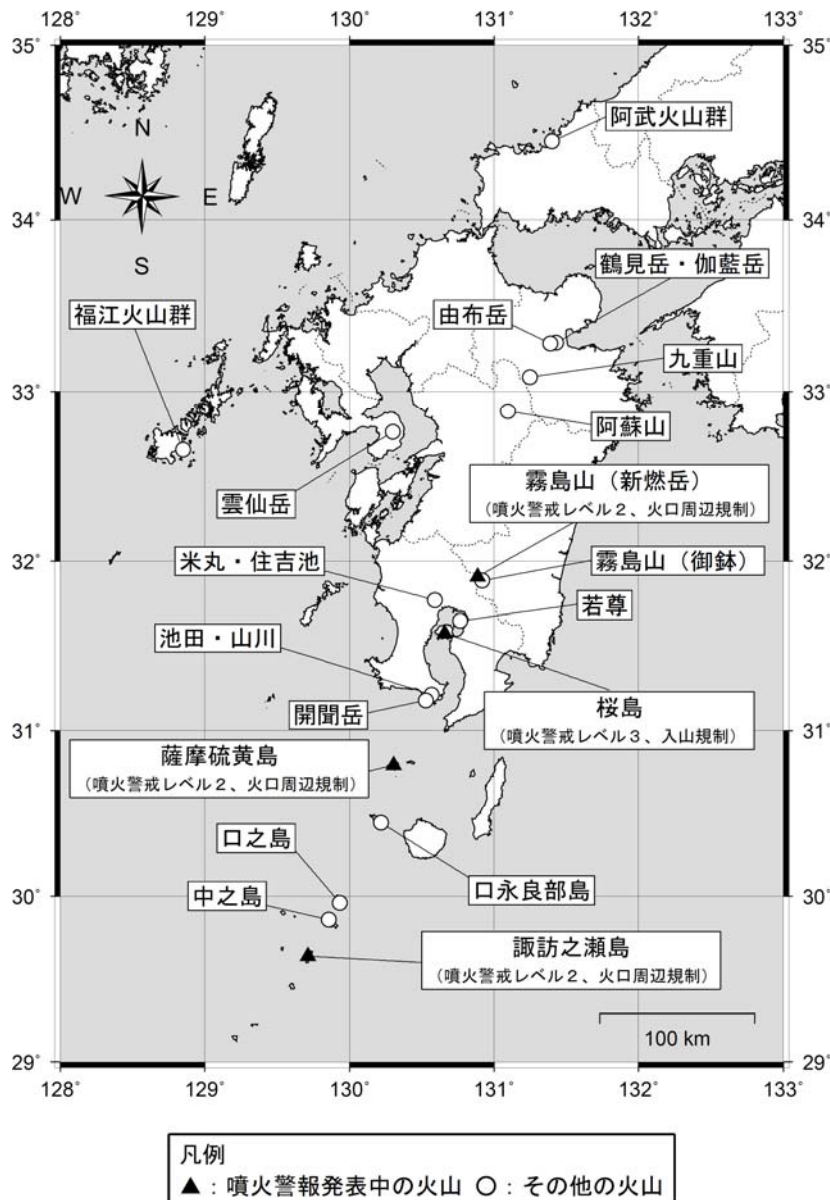 128°
129°
130°
131°
132°
133°
35°
35°
N
W
E
S
阿武火山群
34°
34°
鶴見岳・伽藍岳
由布岳
福江火山群
九重山
33°
33°
阿蘇山
雲仙岳
霧島山（新燃岳）
（噴火警戒レベル２、火口周辺規制）
32°
32°
米丸・住吉池
霧島山（御鉢）
若尊
池田・山川
開聞岳
桜島
（噴火警戒レベル３、入山規制）
31°
31°
薩摩硫黄島
（噴火警戒レベル２、火口周辺規制）
口之島
口永良部島
中之島
30°
30°
諏訪之瀬島
（噴火警戒レベル２、火口周辺規制）
100 km
29°
29°
128°
129°
130°
131°
132°
133°
凡例
▲：噴火警報発表中の火山 ○：その他の火山